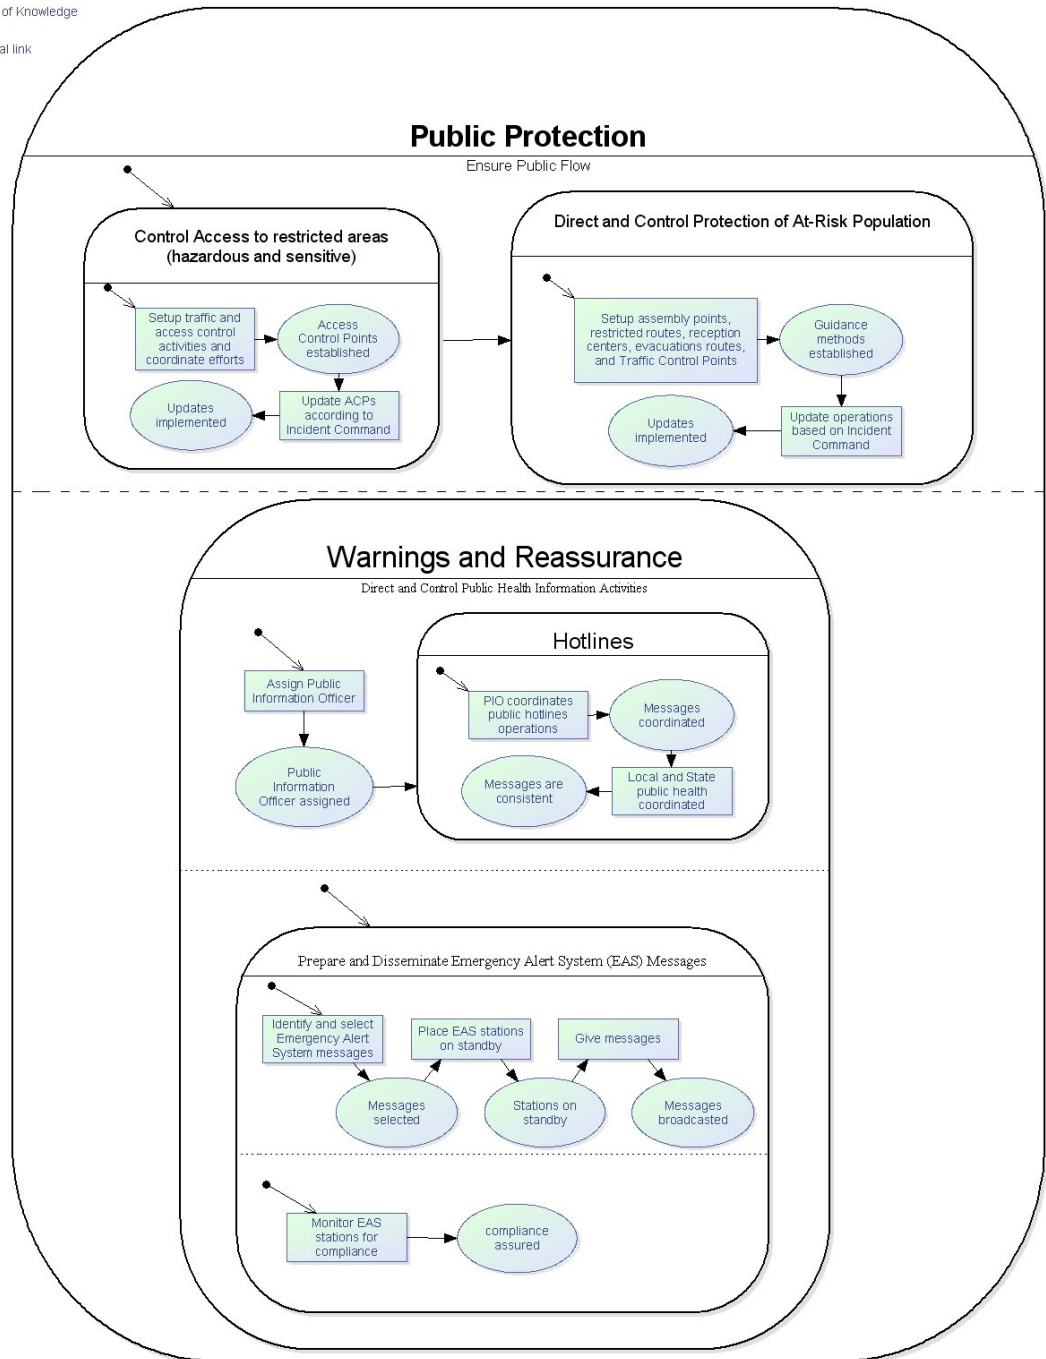 of Knowledge
al link
Public Protection
Ensure Public Flow
Control Access to restricted areas
(hazardous and sensitive)
Setup traffic and
access control
activities and
coordinate efforts
Access
Control Points
established
Updates
implemented
Update ACPs
according to
Incident Command
Direct and Control Protection of At-Risk Population
Setup assembly points,
restricted routes, reception
centers, evacuations routes,
and Traffic Control Points
Guidance
methods
established
Updates
implemented
Update operations
based on Incident
Command
Warnings and Reassurance
Direct and Control Public Health Information Activities
Assign Public
Information Officer
Public
Information
Officer assigned
Hotlines
PIO coordinates
public hotlines
operations
Messages
coordinated
Messages are
consistent
Local and State
public health
coordinated
Prepare and Disseminate Emergency Alert System (EAS) Messages
Identify and select
Emergency Alert
System messages
Place EAS stations
on standby
Give messages
Messages
selected
Stations on
standby
Messages
broadcasted
Monitor EAS
stations for
compliance
compliance
assured